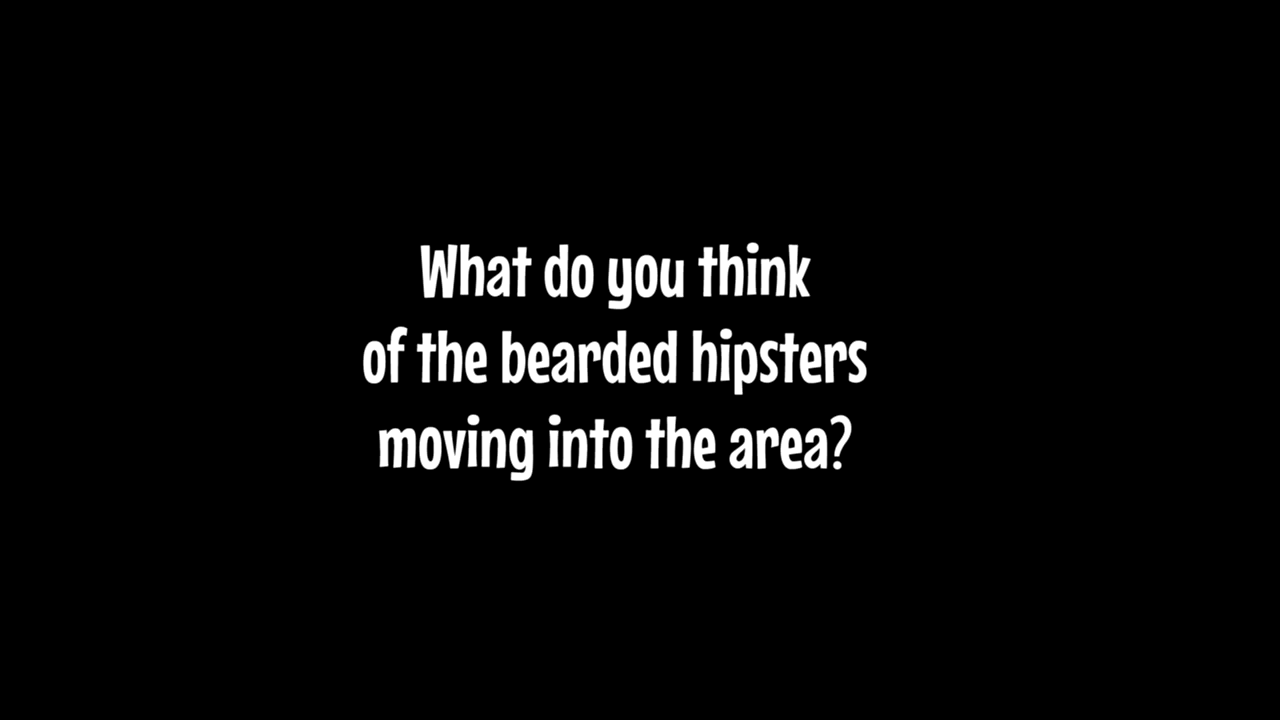 What do you think
of the bearded hipsters
moving into the area?